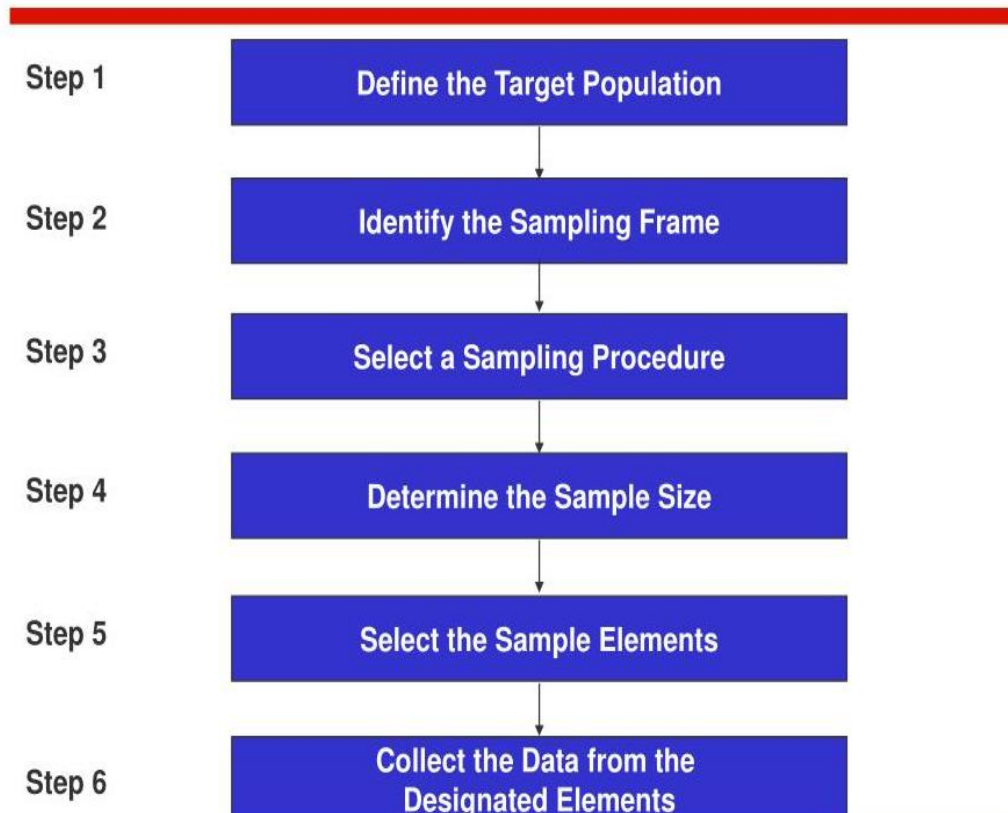 Step 1
Define the Target Population
Step 2
Identify the Sampling Frame
Step 3
Select a Sampling Procedure
Step 4
Determine the Sample Size
Step 5
Select the Sample Elements
Step 6
Collect the Data from the
Designated Elements